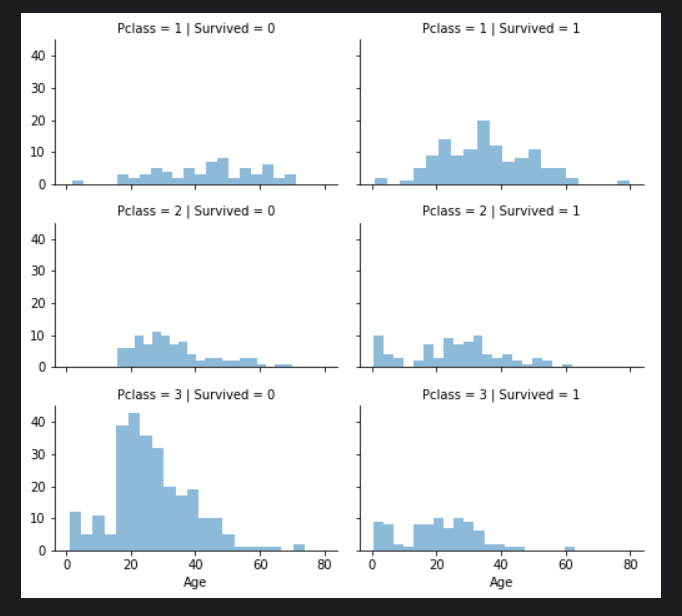 Pclass = 1 | Survived = 0
Pclass = 1 | Survived = 1
40
30
20
10
0
Pclass = 2 | Survived = 0
Pclass = 2 | Survived = 1
40
30
20
10
0
Pclass = 3 | Survived = 0
Pclass = 3 | Survived = 1
40
30
20
10
0
0 20 40 60 80
0 20 40 60 80
Age
Age